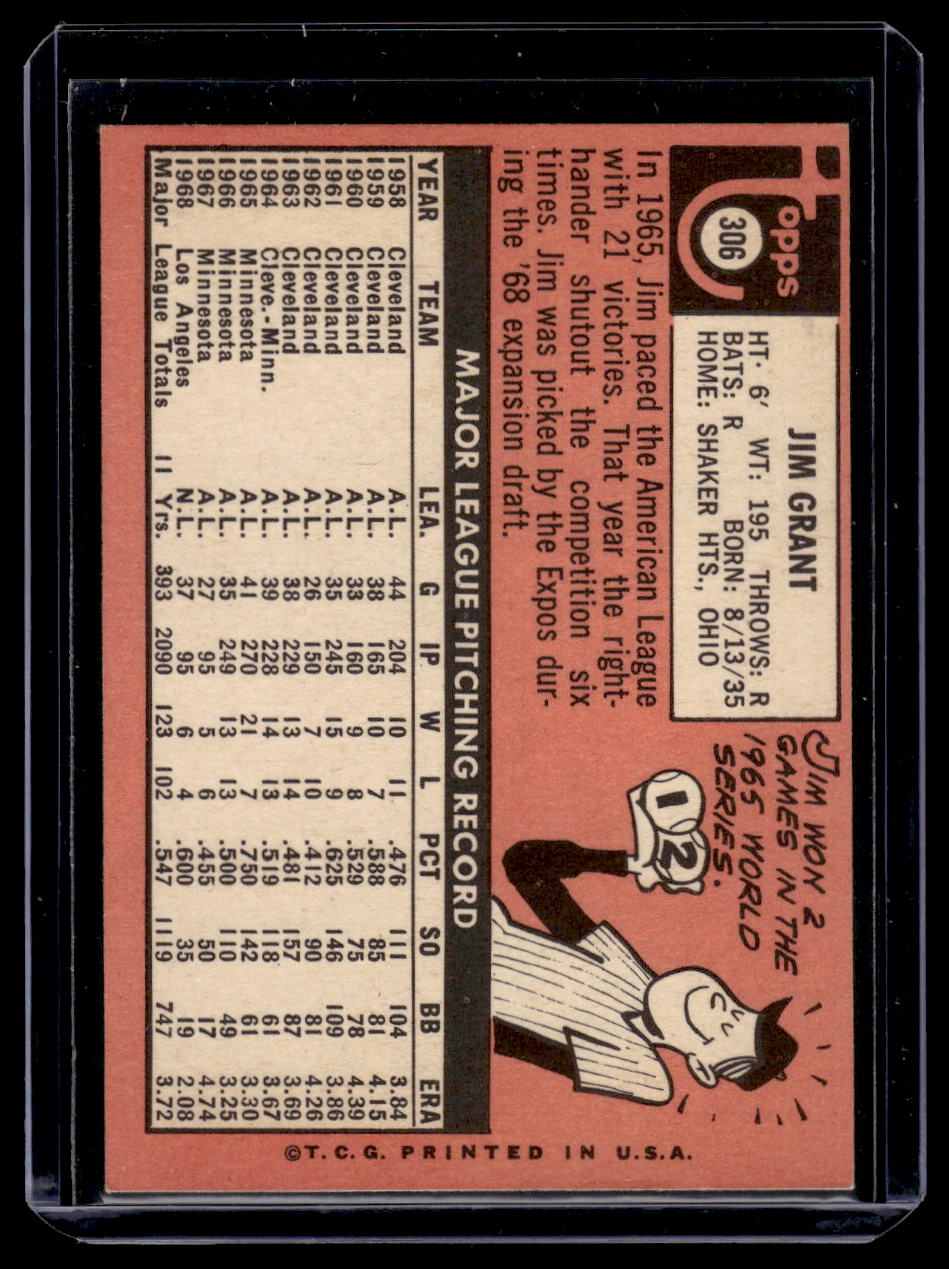 Topps
306
JIM GRANT
HT· 6' WT: 195 THROWS: R
BATS: R BORN: 8/13/35
HOME: SHAKER HTS., OHIO
JIM WON 2
GAMES IN THE
1965 WORLD
SERIES.
1 2
In 1965, Jim paced the American League
with 21 victories. That year the right-
hander shutout the competition six
times. Jim was picked by the Expos dur-
ing the '68 expansion draft.
MAJOR LEAGUE PITCHING RECORD
YEAR TEAM LEA. G IP W L PCT SO BB ERA
1958 Cleveland A.L. 44 204 10 11 .476 111 104 3.84
1959 Cleveland A.L. 38 165 10 7 .588 85 81 4.15
1960 Cleveland A.L. 33 160 9 8 .529 75 78 4.39
1961 Cleveland A.L. 35 245 15 9 .625 146 109 3.86
1962 Cleveland A.L. 26 150 7 10 .412 90 81 4.26
1963 Cleveland A.L. 38 229 13 14 .481 157 87 3.69
1964 Cleve.-Minn. A.L. 39 228 14 13 .519 118 61 3.67
1965 Minnesota A.L. 41 270 21 7 .750 142 61 3.30
1966 Minnesota A.L. 35 249 13 13 .500 110 49 3.25
1967 Minnesota A.L. 27 95 5 6 .455 50 17 4.74
1968 Los Angeles N.L. 37 95 6 4 .600 35 19 2.08
Major League Totals 11 Yrs. 393 2090 123 102 .547 1119 747 3.72
©T.C.G. PRINTED IN U.S.A.